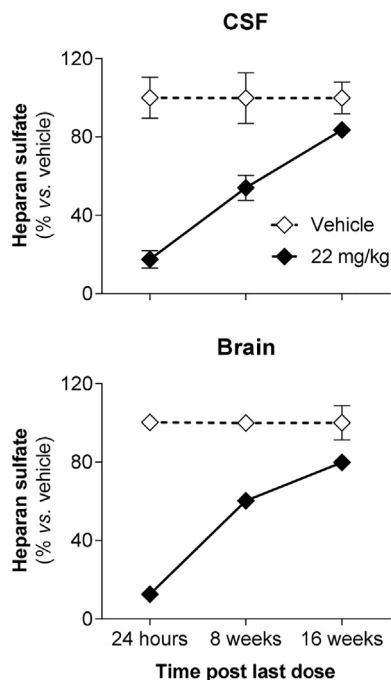 CSF
Heparan sulfate
(% vs. vehicle)
120
80
40
0
Vehicle
22 mg/kg
Brain
Heparan sulfate
(% vs. vehicle)
120
80
40
0
24 hours 8 weeks 16 weeks
Time post last dose